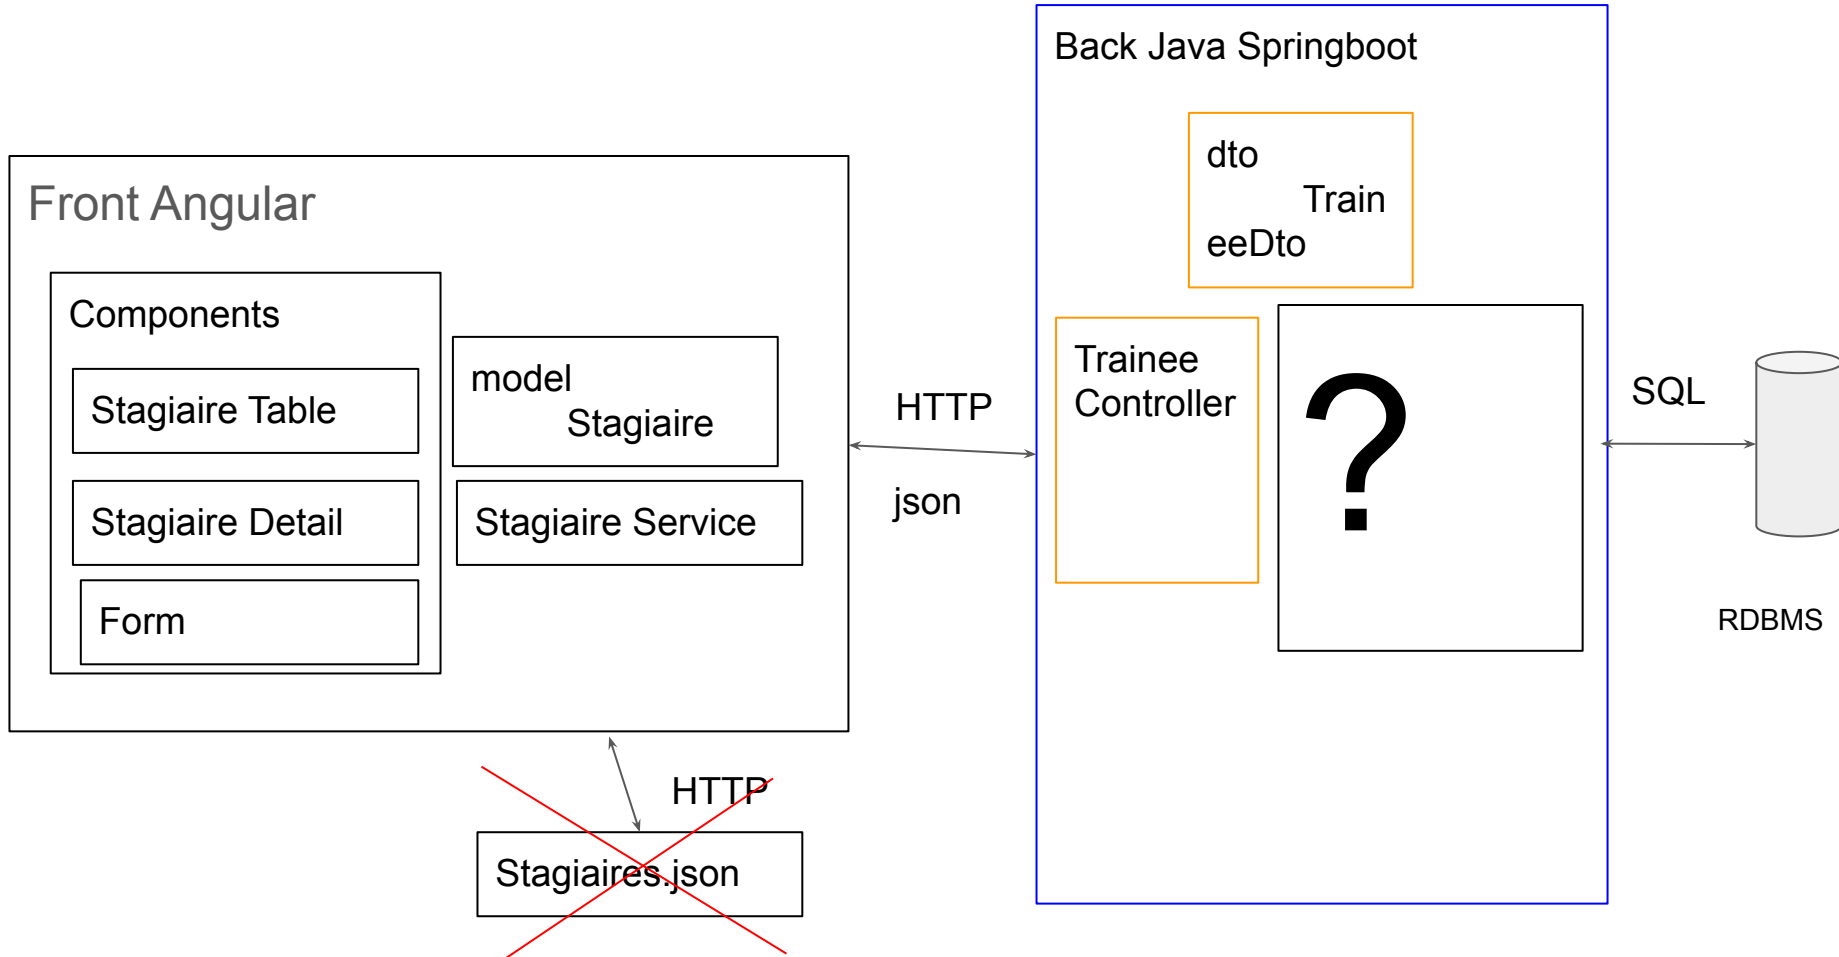 Front Angular
Components
Stagiaire Table
Stagiaire Detail
Form
model
Stagiaire
Stagiaire Service
HTTP
json
HTTP
Stagiaires.json
Back Java Springboot
dto
Train
eeDto
Trainee
Controller
?
SQL
RDBMS